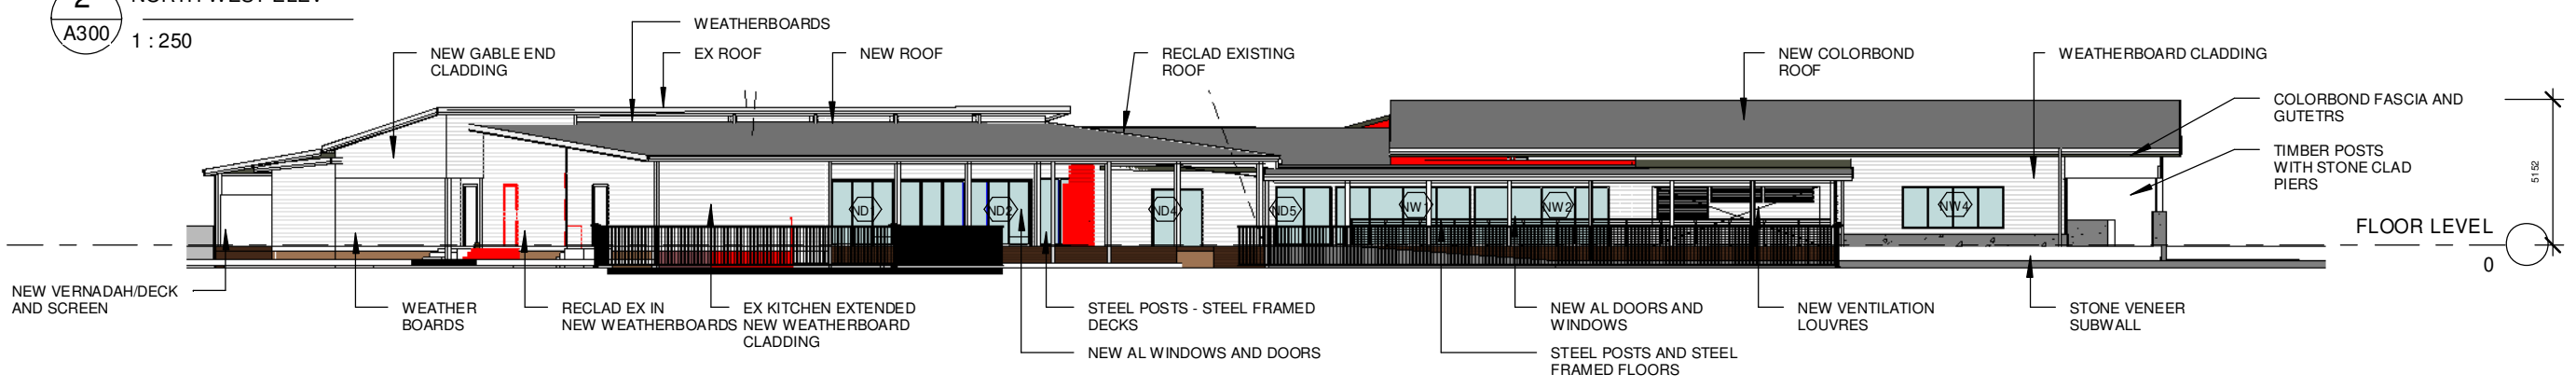 2
A300
1 : 250
WEATHERBOARDS
NEW GABLE END
CLADDING
EX ROOF
NEW ROOF
RECLAD EXISTING
ROOF
NEW COLORBOND
ROOF
WEATHERBOARD CLADDING
COLORBOND FASCIA AND
GUTETRS
TIMBER POSTS
WITH STONE CLAD
PIERS
5152
ND1
ND2
ND4
ND5
NW1
NW2
NW4
FLOOR LEVEL
0
NEW VERNADAH/DECK
AND SCREEN
WEATHER
BOARDS
RECLAD EX IN
NEW WEATHERBOARDS
EX KITCHEN EXTENDED
NEW WEATHERBOARD
CLADDING
STEEL POSTS - STEEL FRAMED
DECKS
NEW AL WINDOWS AND DOORS
NEW AL DOORS AND
WINDOWS
STEEL POSTS AND STEEL
FRAMED FLOORS
NEW VENTILATION
LOUVRES
STONE VENEER
SUBWALL